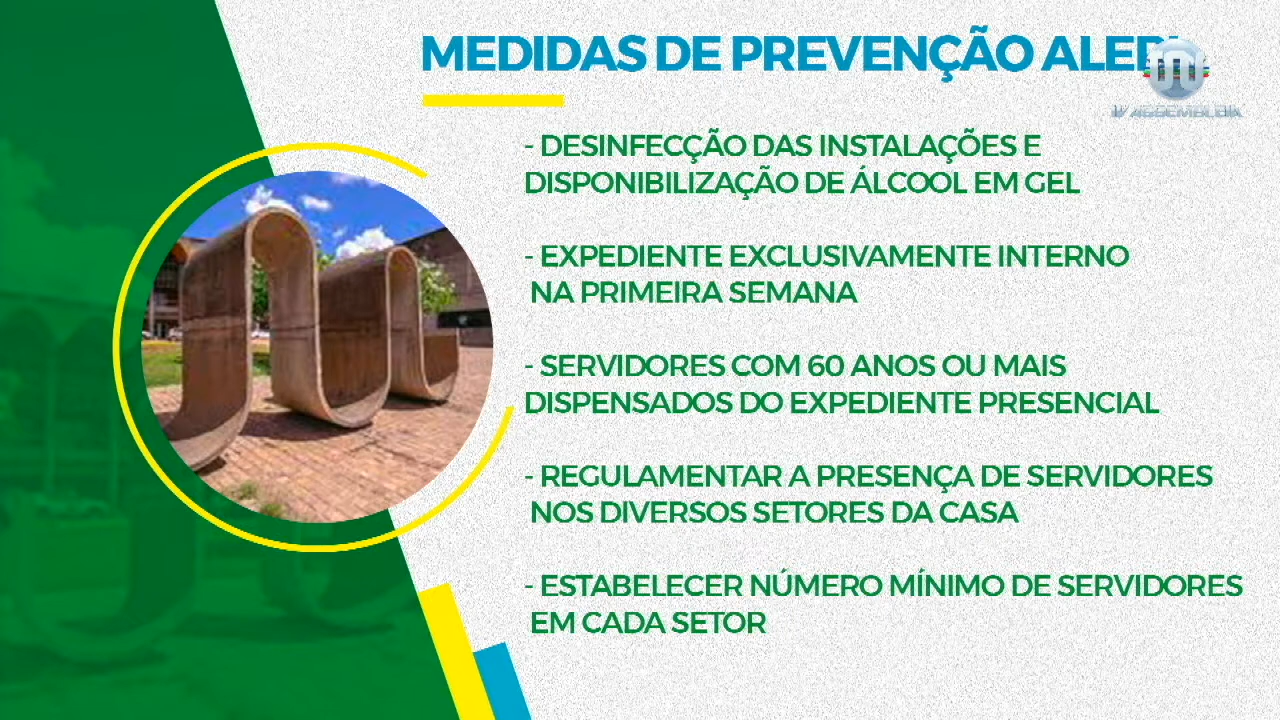 MEDIDAS DE PREVENÇÃO
- DESINFECÇÃO DAS INSTALAÇÕES E
DISPONIBILIZAÇÃO DE ÁLCOOL EM GEL
- EXPEDIENTE EXCLUSIVAMENTE INTERNO
NA PRIMEIRA SEMANA
- SERVIDORES COM 60 ANOS OU MAIS
DISPENSADOS DO EXPEDIENTE PRESENCIAL
- REGULAMENTAR A PRESENÇA DE SERVIDORES
NOS DIVERSOS SETORES DA CASA
- ESTABELECER NÚMERO MÍNIMO DE SERVIDORES
EM CADA SETOR